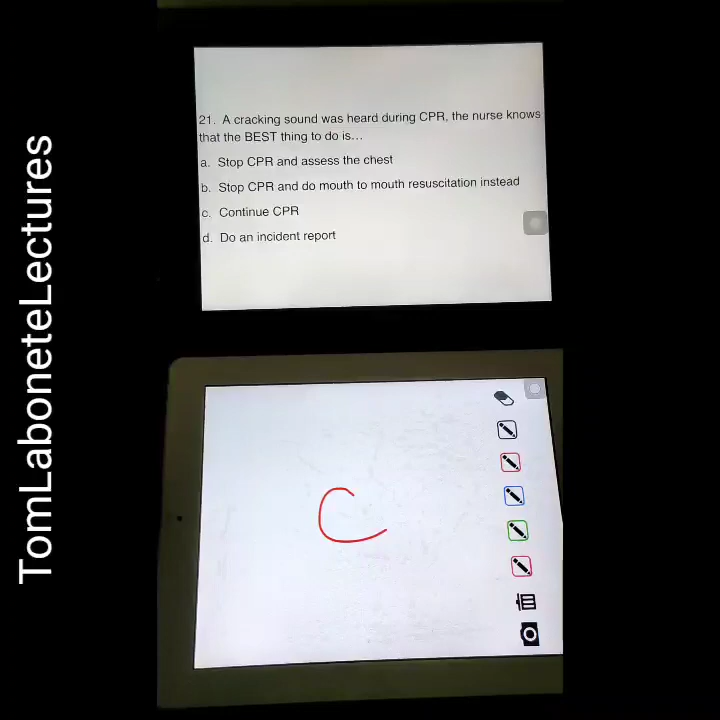 TomLaboneteLectures
21. A cracking sound was heard during CPR, the nurse knows
that the BEST thing to do is...
a. Stop CPR and assess the chest
b. Stop CPR and do mouth to mouth resuscitation instead
c. Continue CPR
d. Do an incident report
C